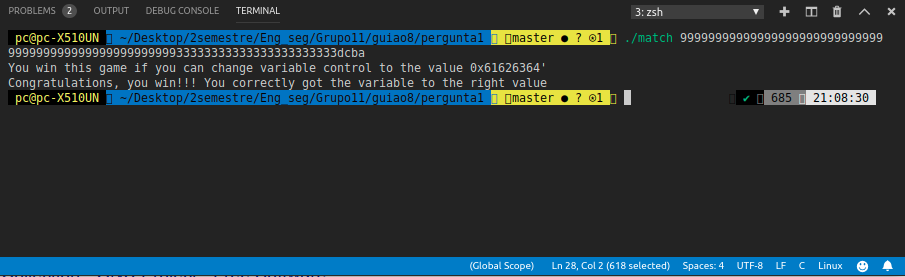 PROBLEMS 2 OUTPUT DEBUG CONSOLE TERMINAL 3: zsh
pc@pc-X510UN ~/Desktop/2semestre/Eng_seg/Grupo11/guiao8/pergunta1 master ● ? ⍟1 ./match 99999999999999999999999999999
99999999999999999999999933333333333333333333333dcba
You win this game if you can change variable control to the value 0x61626364'
Congratulations, you win!!! You correctly got the variable to the right value
pc@pc-X510UN ~/Desktop/2semestre/Eng_seg/Grupo11/guiao8/pergunta1 master ● ? ⍟1 ✔ 685 21:08:30
(Global Scope) Ln 28, Col 2 (618 selected) Spaces: 4 UTF-8 LF C Linux